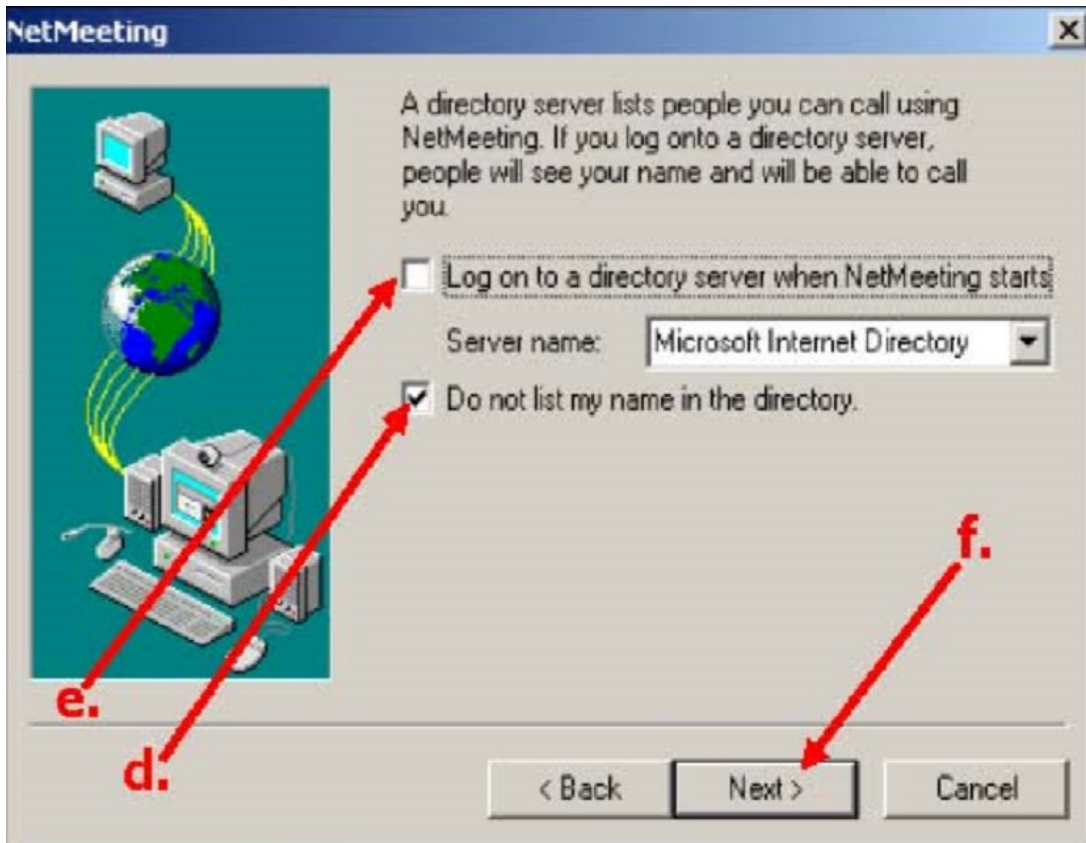 NetMeeting
A directory server lists people you can call using
NetMeeting. If you log onto a directory server,
people will see your name and will be able to call
you.
Log on to a directory server when NetMeeting starts
Server name: Microsoft Internet Directory
Do not list my name in the directory.
f.
e.
d.
< Back Next > Cancel